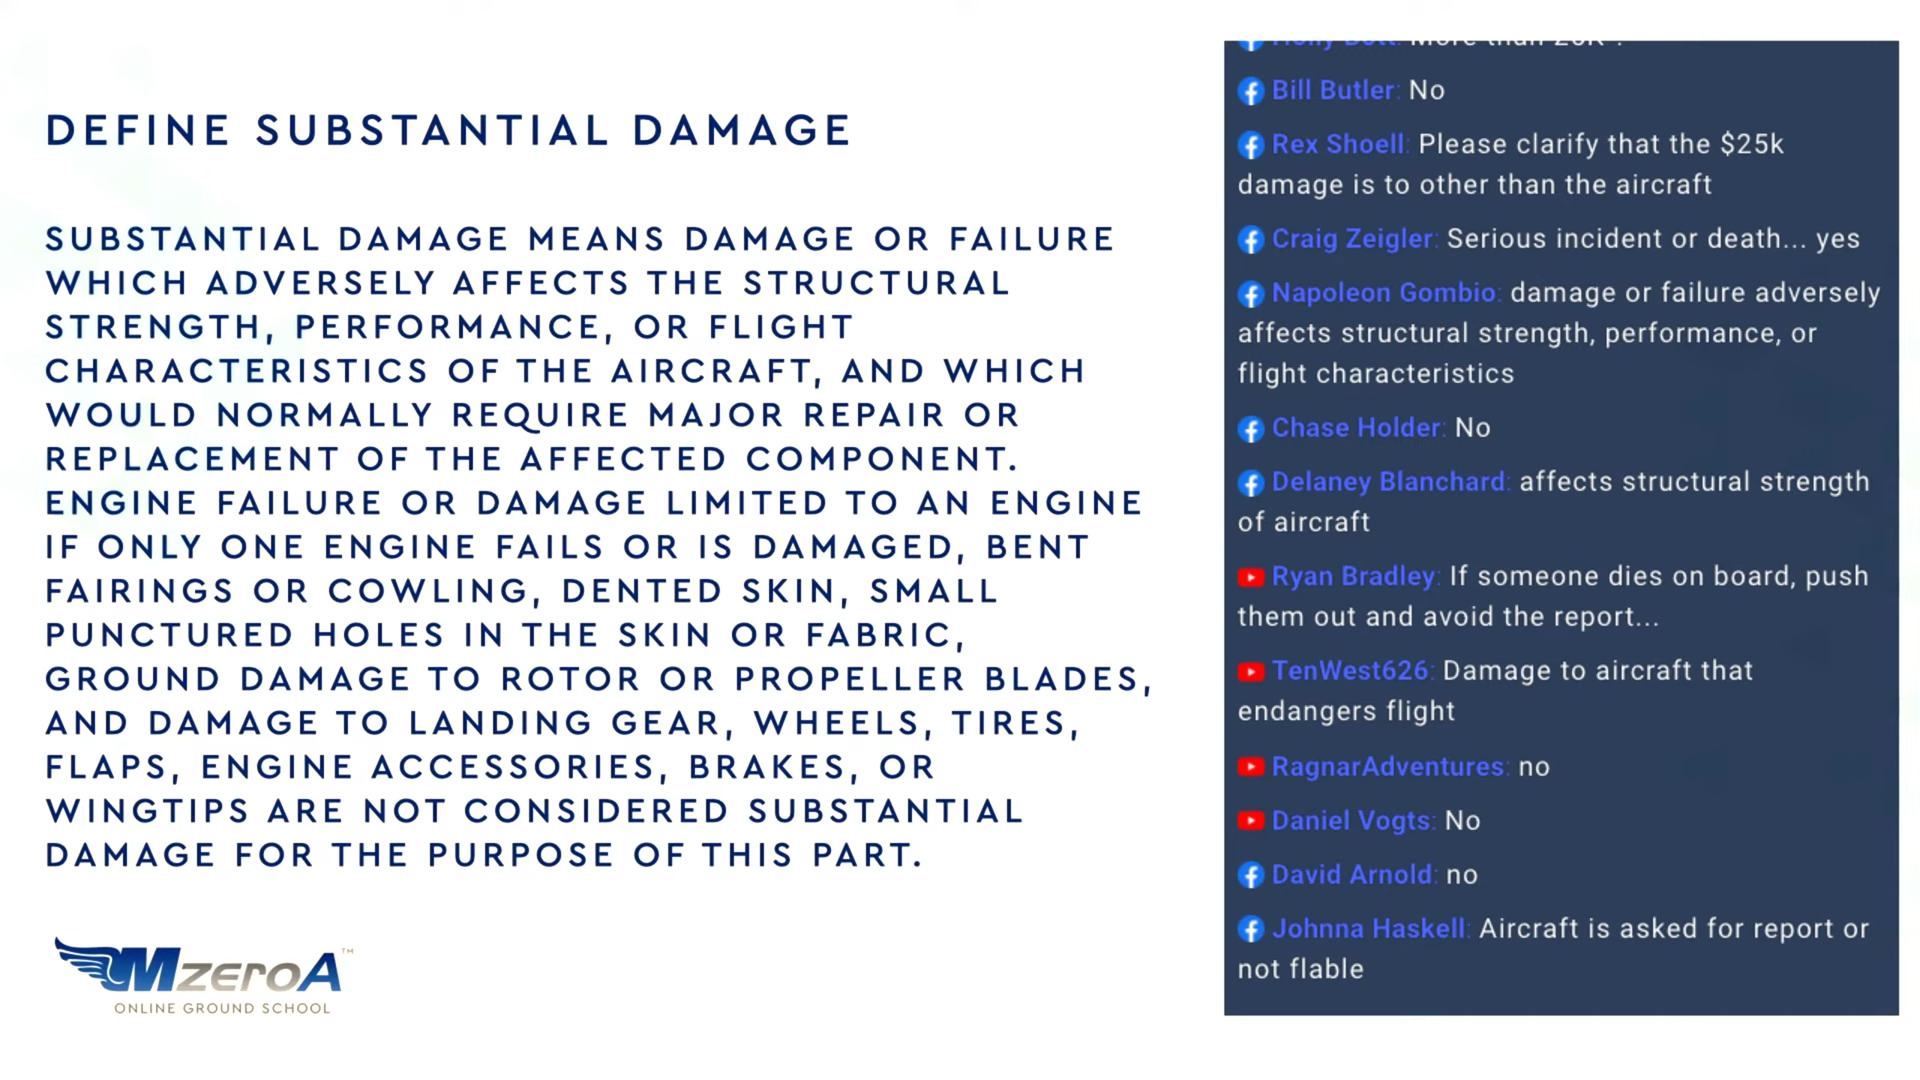 DEFINE SUBSTANTIAL DAMAGE
SUBSTANTIAL DAMAGE MEANS DAMAGE OR FAILURE
WHICH ADVERSELY AFFECTS THE STRUCTURAL
STRENGTH, PERFORMANCE, OR FLIGHT
CHARACTERISTICS OF THE AIRCRAFT, AND WHICH
WOULD NORMALLY REQUIRE MAJOR REPAIR OR
REPLACEMENT OF THE AFFECTED COMPONENT.
ENGINE FAILURE OR DAMAGE LIMITED TO AN ENGINE
IF ONLY ONE ENGINE FAILS OR IS DAMAGED, BENT
FAIRINGS OR COWLING, DENTED SKIN, SMALL
PUNCTURED HOLES IN THE SKIN OR FABRIC,
GROUND DAMAGE TO ROTOR OR PROPELLER BLADES,
AND DAMAGE TO LANDING GEAR, WHEELS, TIRES,
FLAPS, ENGINE ACCESSORIES, BRAKES, OR
WINGTIPS ARE NOT CONSIDERED SUBSTANTIAL
DAMAGE FOR THE PURPOSE OF THIS PART.
MzeroA™
ONLINE GROUND SCHOOL
More than
Bill Butler: No
Rex Shoell: Please clarify that the $25k
damage is to other than the aircraft
Craig Zeigler: Serious incident or death... yes
Napoleon Gombio: damage or failure adversely
affects structural strength, performance, or
flight characteristics
Chase Holder: No
Delaney Blanchard: affects structural strength
of aircraft
Ryan Bradley: If someone dies on board, push
them out and avoid the report...
TenWest626: Damage to aircraft that
endangers flight
RagnarAdventures: no
Daniel Vogts: No
David Arnold: no
Johnna Haskell: Aircraft is asked for report or
not flable